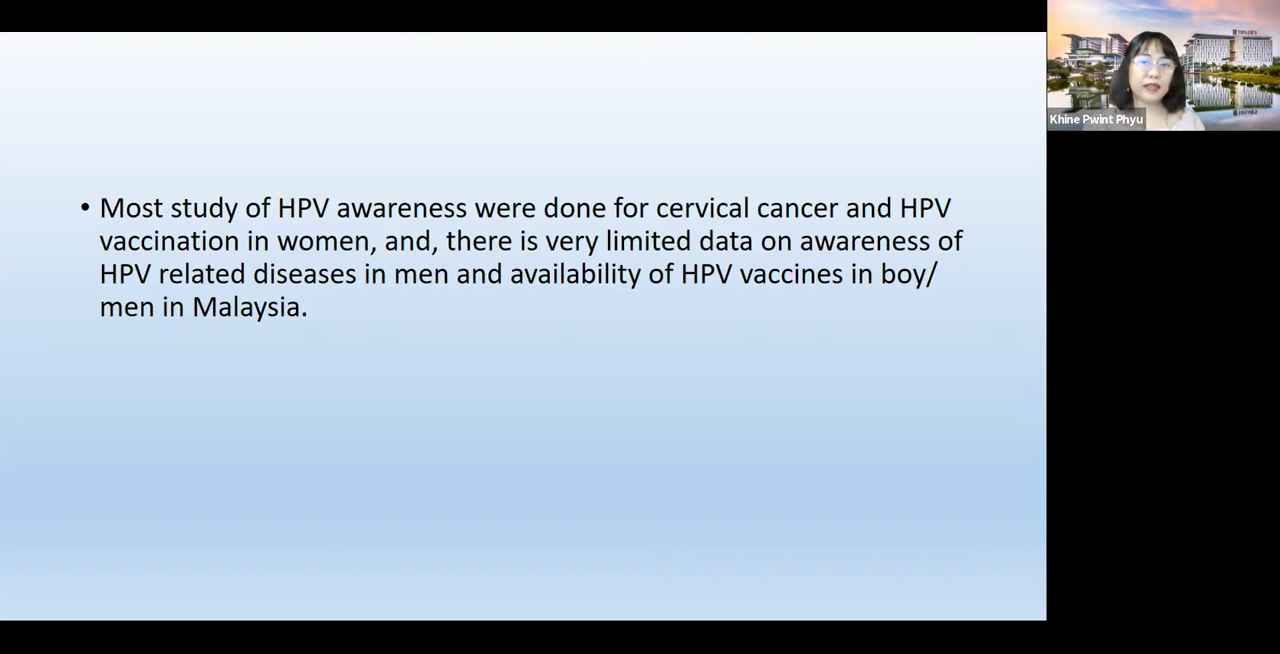 • Most study of HPV awareness were done for cervical cancer and HPV
vaccination in women, and, there is very limited data on awareness of
HPV related diseases in men and availability of HPV vaccines in boy/
men in Malaysia.
Khine Pwint Phyu